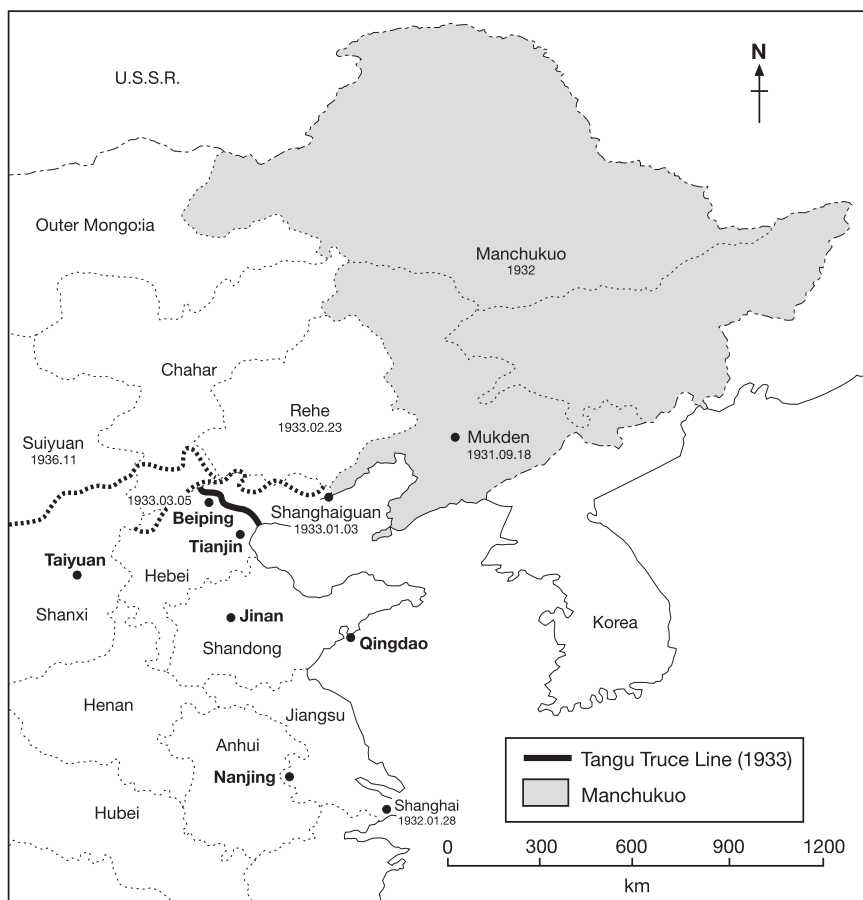 U.S.S.R.
N
Outer Mongo:ia
Manchukuo
1932
Chahar
Rehe
1933.02.23
Suiyuan
1936.11
Mukden
1931.09.18
1933.03.05
Beiping
Shanghaiguan
1933.01.03
Tianjin
Taiyuan
Hebei
Shanxi
Jinan
Shandong
Qingdao
Korea
Henan
Jiangsu
Anhui
Nanjing
Hubei
Shanghai
1932.01.28
Tangu Truce Line (1933)
Manchukuo
0 300 600 900 1200
km